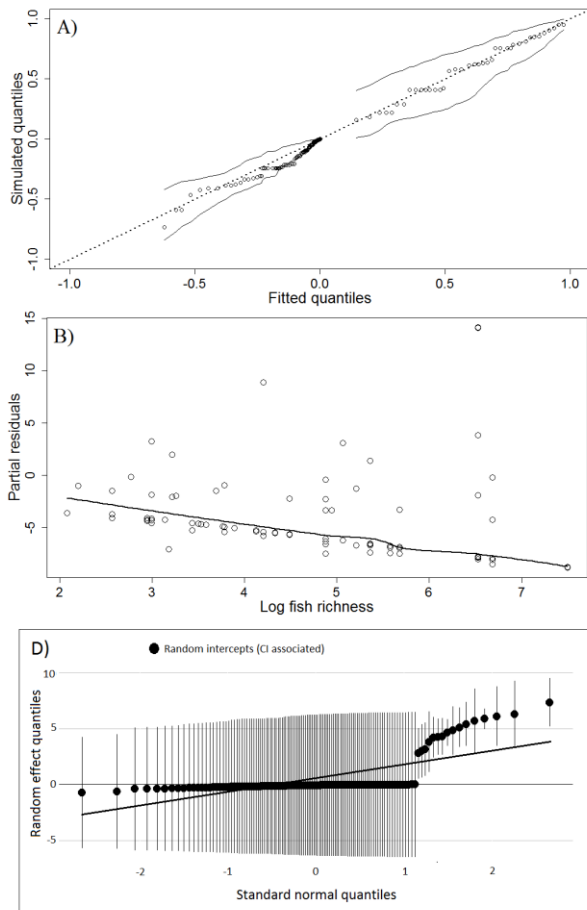 A)
Simulated quantiles
1.0
0.5
0.0
-0.5
-1.0
-1.0 -0.5 0.0 0.5 1.0
Fitted quantiles
B)
Partial residuals
15
10
5
0
-5
2 3 4 5 6 7
Log fish richness
D)
Random intercepts (CI associated)
Random effect quantiles
10
5
0
-5
-2 -1 0 1 2
Standard normal quantiles